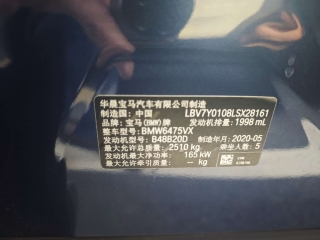 华晨宝马汽车有限公司制造
制造国：中国 LBV7Y0108LSX28161
品牌：宝马(BMW)牌 发动机排量：1998 mL
整车型号：BMW6475VX
发动机型号：B48B20D 制造年月：2020-05
最大允许总质量：2510 kg 乘坐人数：5
发动机最大净功率：165 kW
最大允许牵引质量：— kg